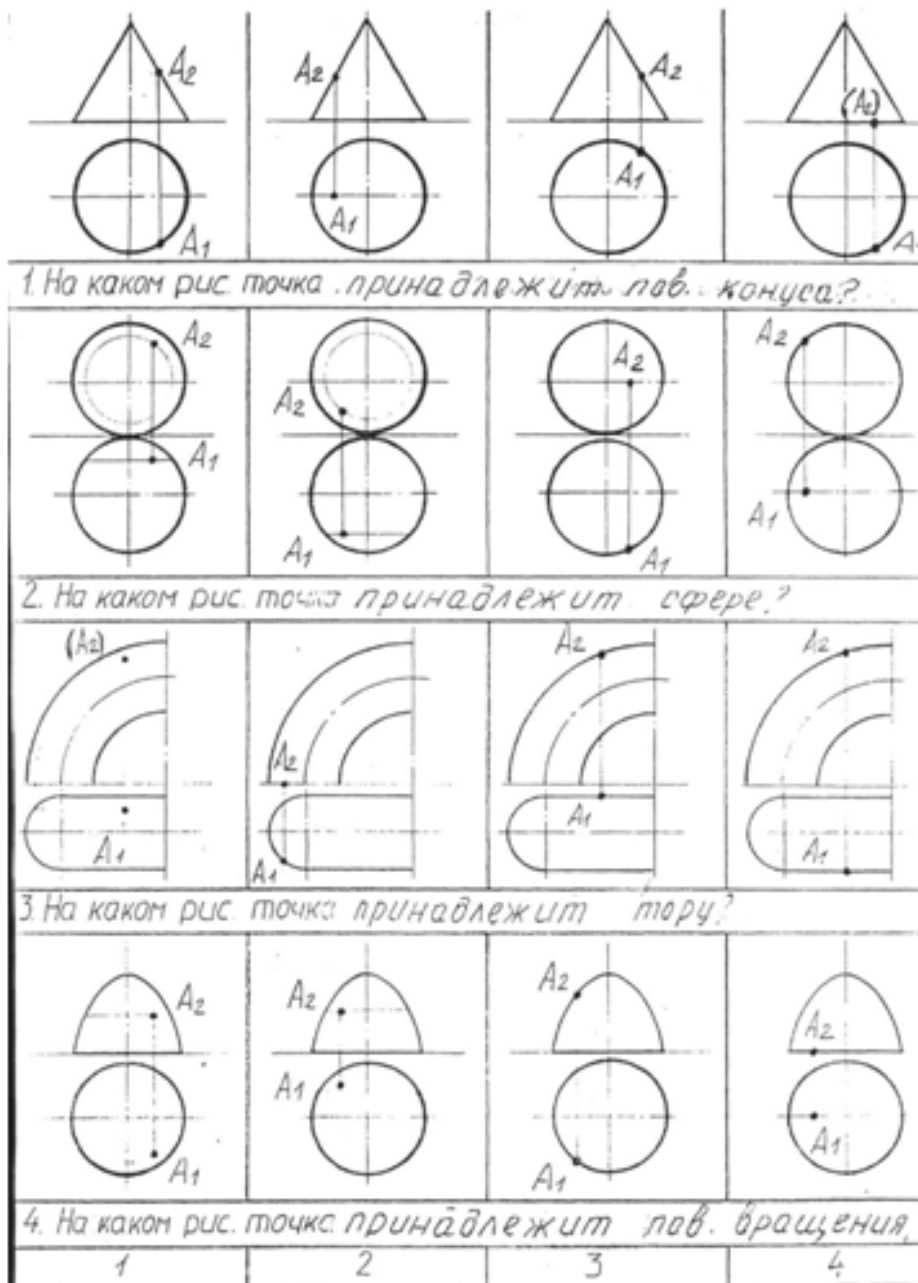 A2 A2 A2 (A2)
A1 A1 A1 A1
1. На каком рис. точка принадлежит пов. конуса?
A2 A2 A2 A2
A1 A1 A1 A1
2. На каком рис. точка принадлежит сфере?
(A2) A2 A2 A2
A1 A1 A1 A1
3. На каком рис. точка принадлежит тору?
A2 A2 A2 A2
A1 A1 A1 A1
4. На каком рис. точка принадлежит пов. вращения,
1 2 3 4